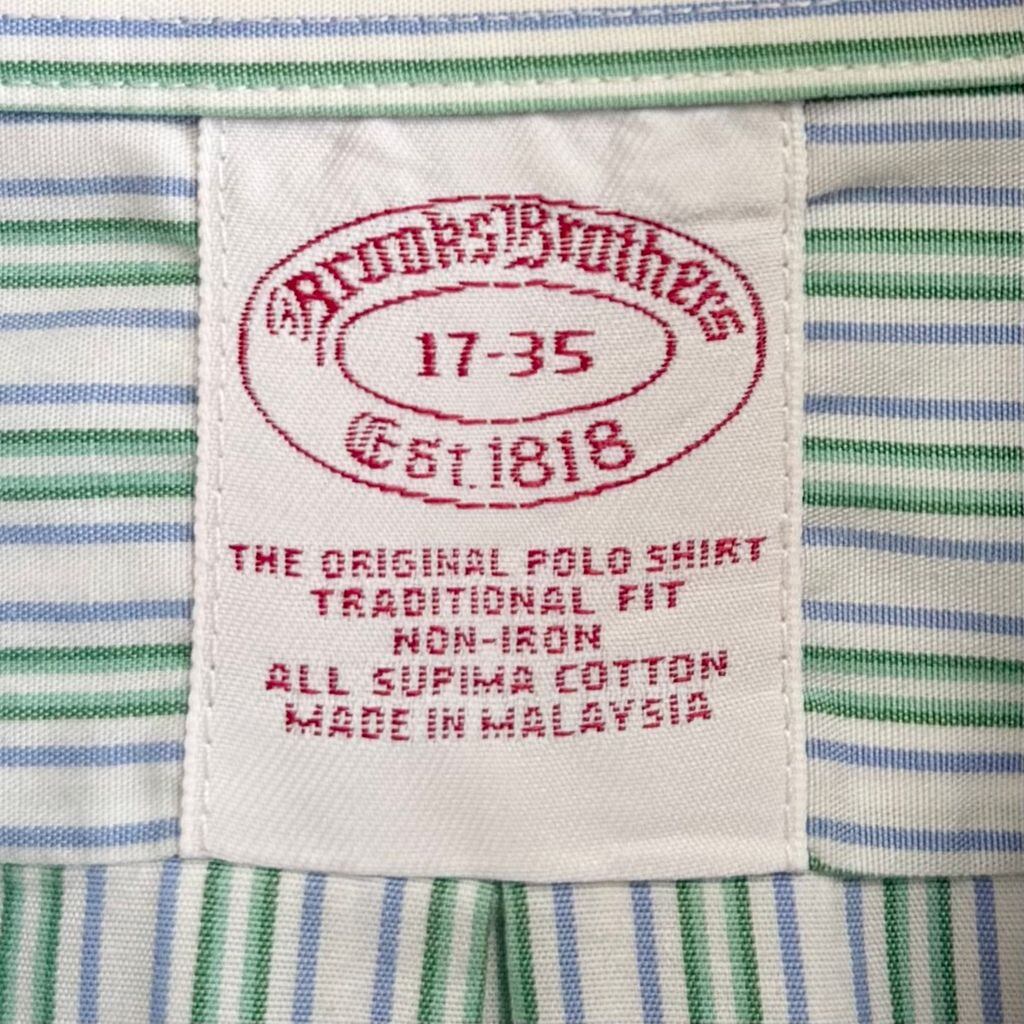 Brooks Brothers
17-35
Est. 1818
THE ORIGINAL POLO SHIRT
TRADITIONAL FIT
NON-IRON
ALL SUPIMA COTTON
MADE IN MALAYSIA